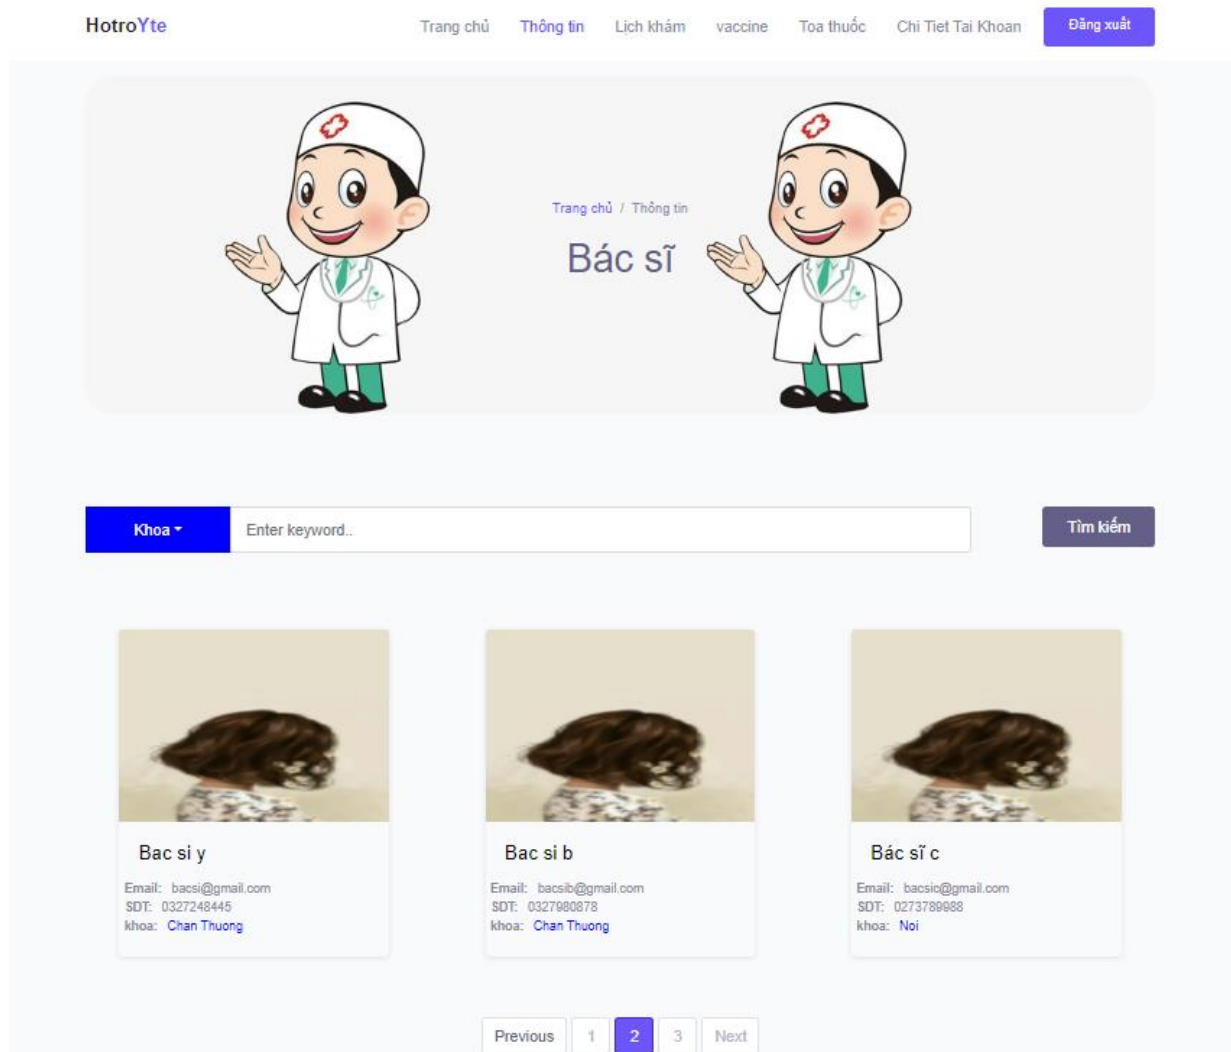 HotroYte Trang chủ Thông tin Lịch khám vaccine Toa thuốc Chi Tiet Tai Khoan Đăng xuất
Trang chủ / Thông tin
Bác sĩ
Khoa Enter keyword.. Tìm kiếm
Bac si y
Email: bacsi@gmail.com
SDT: 0327248445
khoa: Chan Thuong
Bac si b
Email: bacsib@gmail.com
SDT: 0327980878
khoa: Chan Thuong
Bác sĩ c
Email: bacsic@gmail.com
SDT: 0273789988
khoa: Noi
Previous 1 2 3 Next